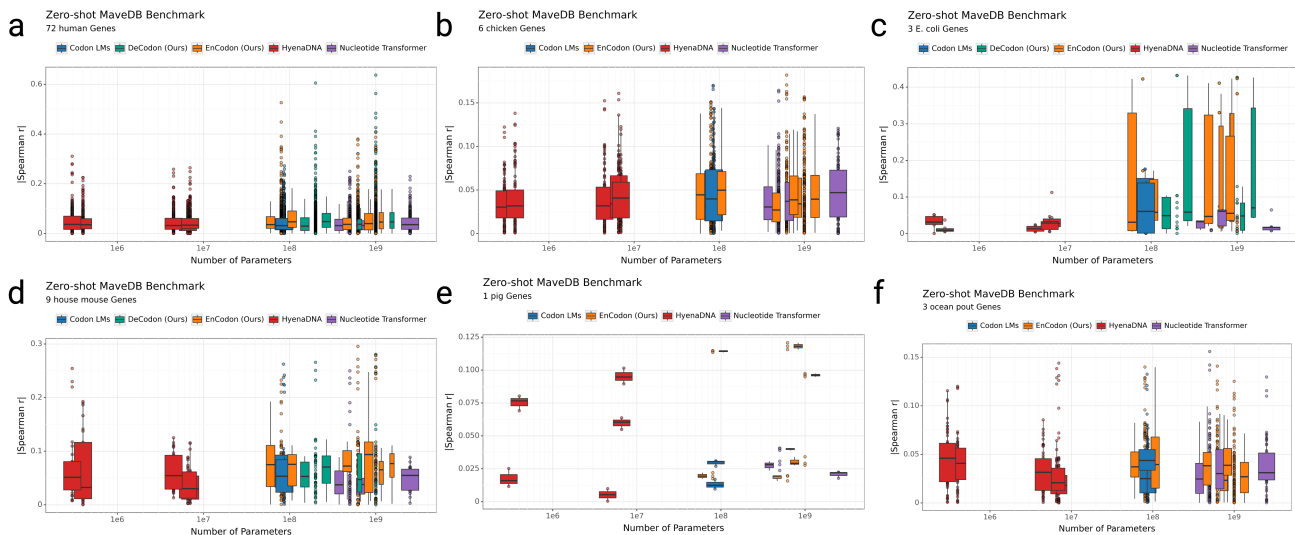 a
Zero-shot MaveDB Benchmark
72 human Genes
Codon LMs DeCodon (Ours) EnCodon (Ours) HyenaDNA Nucleotide Transformer
|Spearman r|
0.6
0.4
0.2
0
1e6 1e7 1e8 1e9
Number of Parameters
b
Zero-shot MaveDB Benchmark
6 chicken Genes
Codon LMs EnCodon (Ours) HyenaDNA Nucleotide Transformer
|Spearman r|
0.15
0.10
0.05
0
1e6 1e7 1e8 1e9
Number of Parameters
c
Zero-shot MaveDB Benchmark
3 E. coli Genes
Codon LMs DeCodon (Ours) EnCodon (Ours) HyenaDNA Nucleotide Transformer
|Spearman r|
0.4
0.3
0.2
0.1
0
1e6 1e7 1e8 1e9
Number of Parameters
d
Zero-shot MaveDB Benchmark
9 house mouse Genes
Codon LMs DeCodon (Ours) EnCodon (Ours) HyenaDNA Nucleotide Transformer
|Spearman r|
0.3
0.2
0.1
0
1e6 1e7 1e8 1e9
Number of Parameters
e
Zero-shot MaveDB Benchmark
1 pig Genes
Codon LMs EnCodon (Ours) HyenaDNA Nucleotide Transformer
|Spearman r|
0.125
0.100
0.075
0.050
0.025
0
1e6 1e7 1e8 1e9
Number of Parameters
f
Zero-shot MaveDB Benchmark
3 ocean pout Genes
Codon LMs EnCodon (Ours) HyenaDNA Nucleotide Transformer
|Spearman r|
0.15
0.10
0.05
0
1e6 1e7 1e8 1e9
Number of Parameters